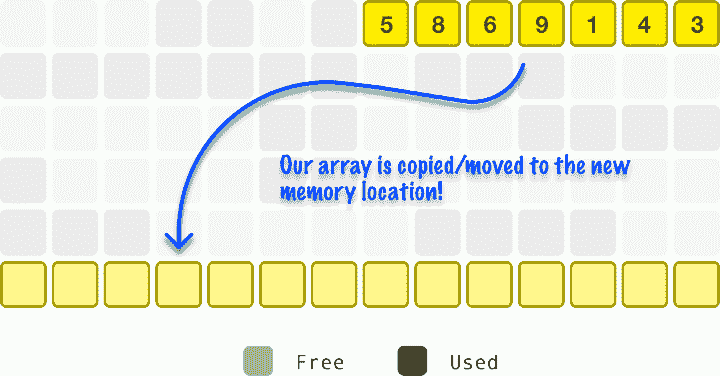 5 8 6 9 1 4 3
Our array is copied/moved to the new
memory location!
Free Used